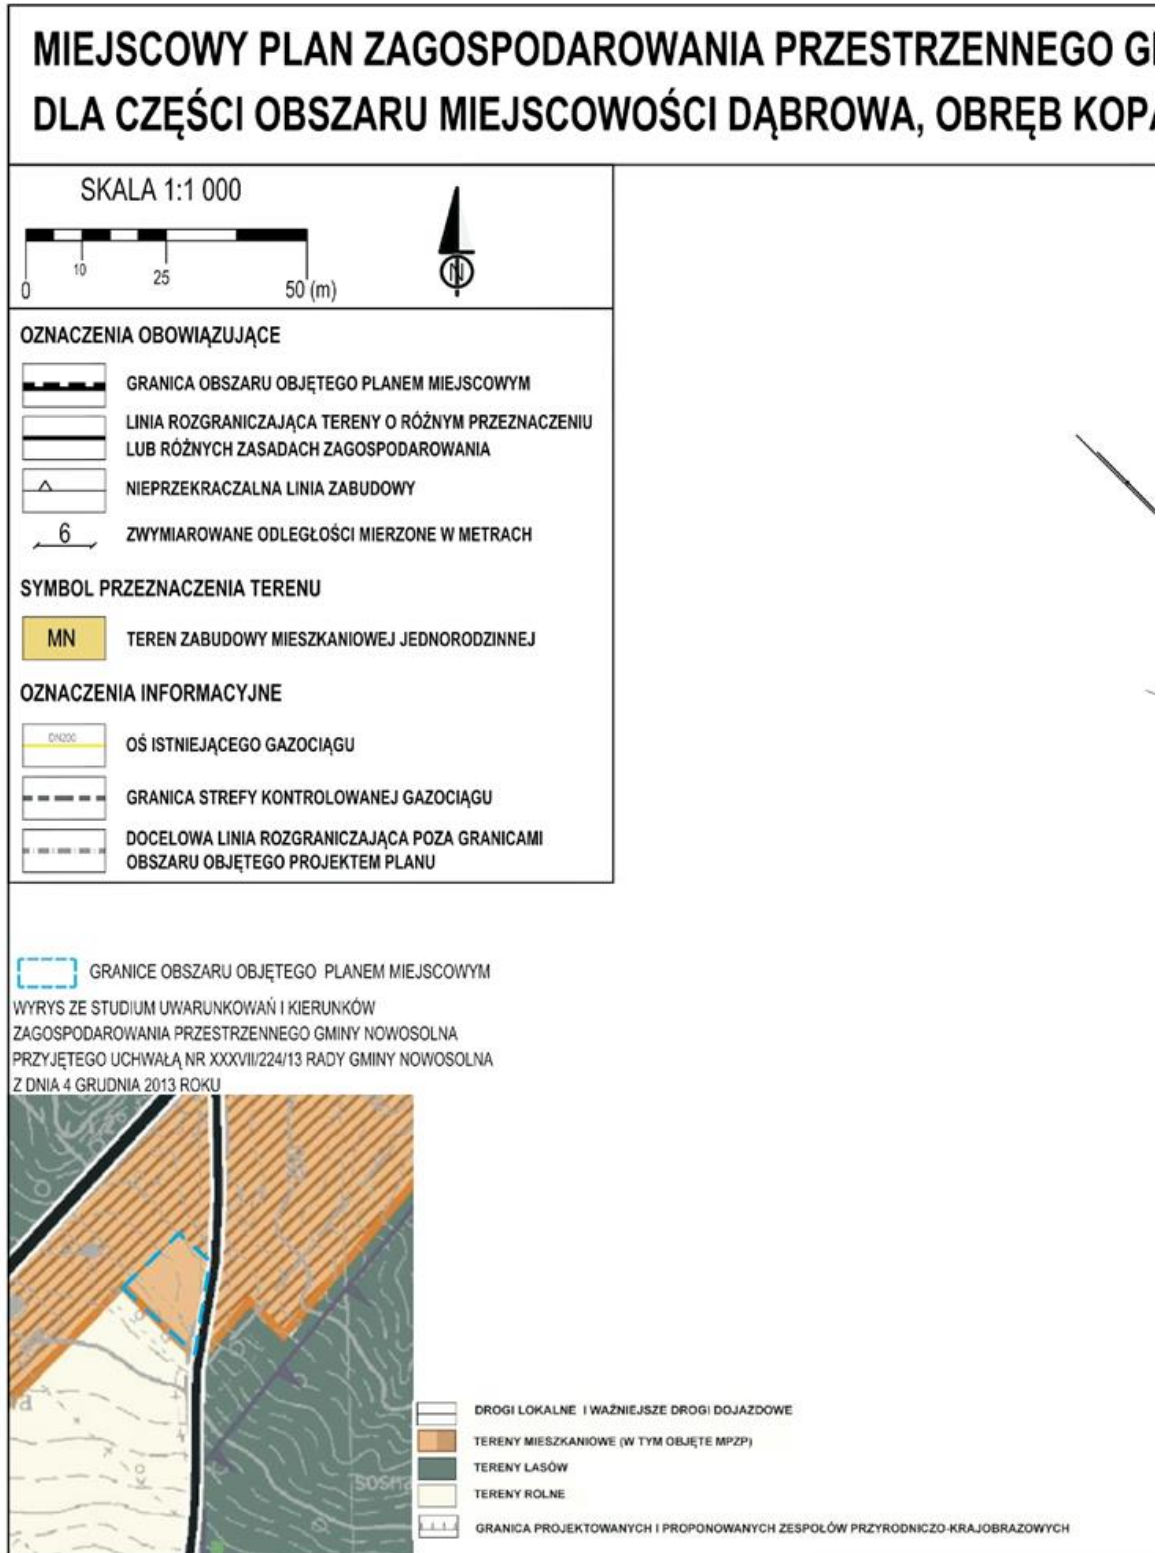 MIEJSCOWY PLAN ZAGOSPODAROWANIA PRZESTRZENNEGO
DLA CZĘŚCI OBSZARU MIEJSCOWOŚCI DĄBROWA, OBRĘB
SKALA 1:1 000
0
10
25
50 (m)
N
OZNACZENIA OBOWIĄZUJĄCE
GRANICA OBSZARU OBJĘTEGO PLANEM MIEJSCOWYM
LINIA ROZGRANICZAJĄCA TERENY O RÓŻNYM PRZEZNACZENIU
LUB RÓŻNYCH ZASADACH ZAGOSPODAROWANIA
NIEPRZEKRACZALNA LINIA ZABUDOWY
6 ZWYMIAROWANE ODLEGŁOŚCI MIERZONE W METRACH
SYMBOL PRZEZNACZENIA TERENU
MN TEREN ZABUDOWY MIESZKANIOWEJ JEDNORODZINNEJ
OZNACZENIA INFORMACYJNE
DN200 OŚ ISTNIEJĄCEGO GAZOCIĄGU
GRANICA STREFY KONTROLOWANEJ GAZOCIĄGU
DOCELOWA LINIA ROZGRANICZAJĄCA POZA GRANICAMI
OBSZARU OBJĘTEGO PROJEKTEM PLANU
GRANICE OBSZARU OBJĘTEGO PLANEM MIEJSCOWYM
WYRYS ZE STUDIUM UWARUNKOWAŃ I KIERUNKÓW
ZAGOSPODAROWANIA PRZESTRZENNEGO GMINY NOWOSOLNA
PRZYJĘTEGO UCHWAŁĄ NR XXXVII/224/13 RADY GMINY NOWOSOLNA
Z DNIA 4 GRUDNIA 2013 ROKU
DROGI LOKALNE I WAŻNIEJSZE DROGI DOJAZDOWE
TERENY MIESZKANIOWE (W TYM OBJĘTE MPZP)
TERENY LASÓW
TERENY ROLNE
GRANICA PROJEKTOWANYCH I PROPONOWANYCH ZESPOŁÓW PRZYRODNICZO-KRAJOBRAZOWYCH